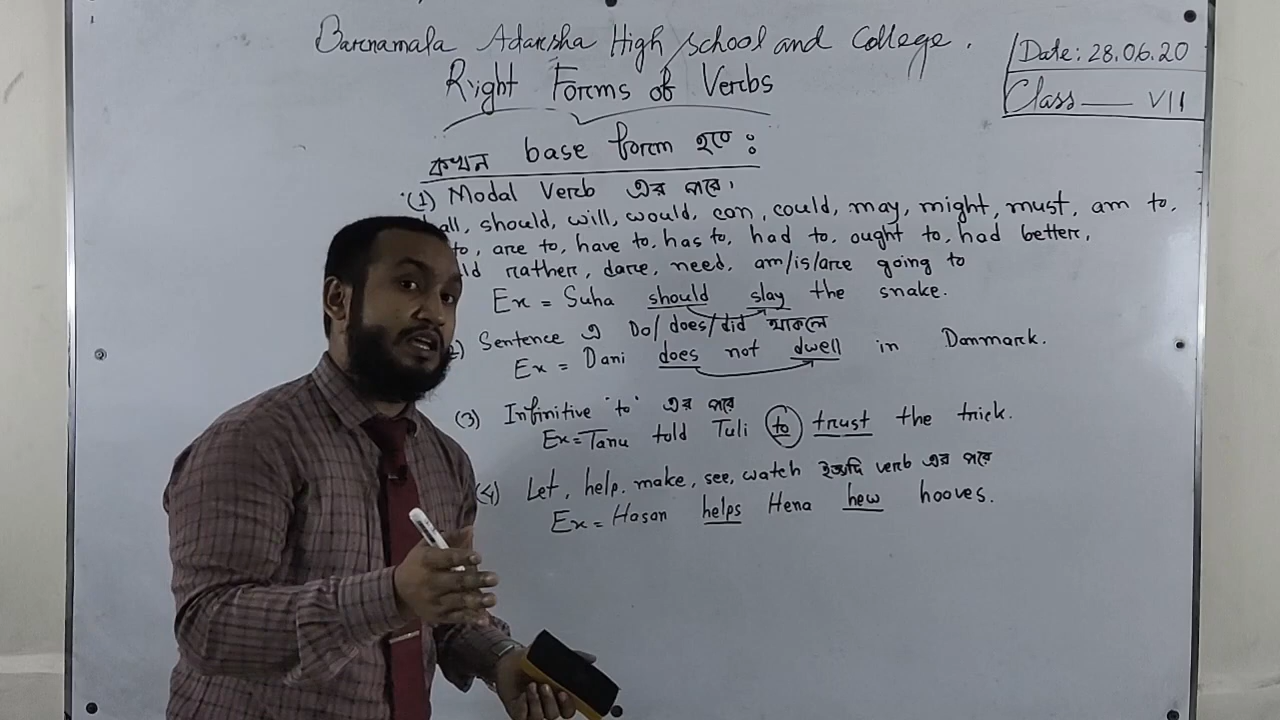 Barnamala Adarsha High School and College.
Date: 28.06.20
Right Forms of Verbs
Class — VII
কখন base form হবে :
(1) Modal Verb এর পরে।
all, should, will, would, can, could, may, might, must, am to,
to, are to, have to, has to, had to, ought to, had better,
ld rather, dare, need, am/is/are going to
Ex = Suha should slay the snake.
2) Sentence এ Do/does/did থাকলে
Ex = Dani does not dwell in Danmark.
(3) Infinitive 'to' এর পরে
Ex = Tanu told Tuli to trust the trick.
(4) Let, help, make, see, watch ইত্যাদি verb এর পরে
Ex = Hasan helps Hena hew hooves.